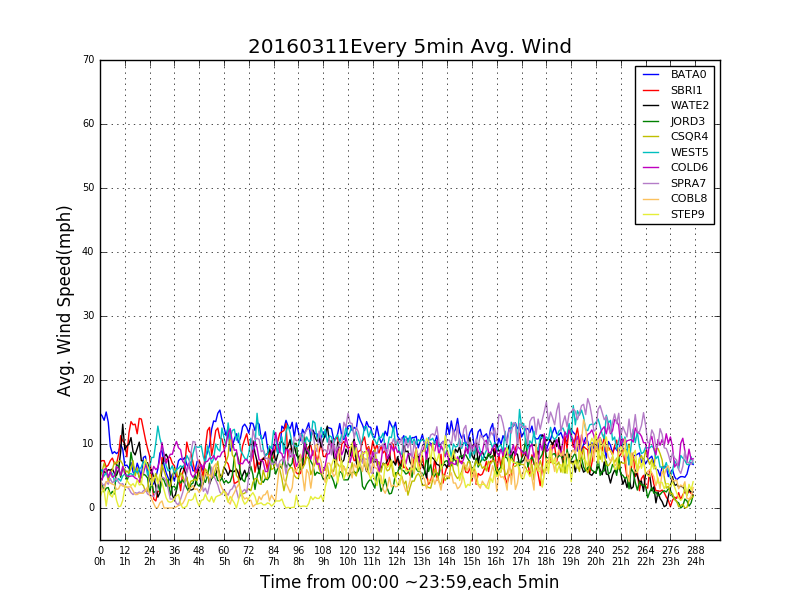 20160311Every 5min Avg. Wind
70
60
50
40
30
20
10
0
Avg. Wind Speed(mph)
BATA0
SBRI1
WATE2
JORD3
CSQR4
WEST5
COLD6
SPRA7
COBL8
STEP9
0 12 24 36 48 60 72 84 96 108 120 132 144 156 168 180 192 204 216 228 240 252 264 276 288
0h 1h 2h 3h 4h 5h 6h 7h 8h 9h 10h 11h 12h 13h 14h 15h 16h 17h 18h 19h 20h 21h 22h 23h 24h
Time from 00:00 ~23:59,each 5min